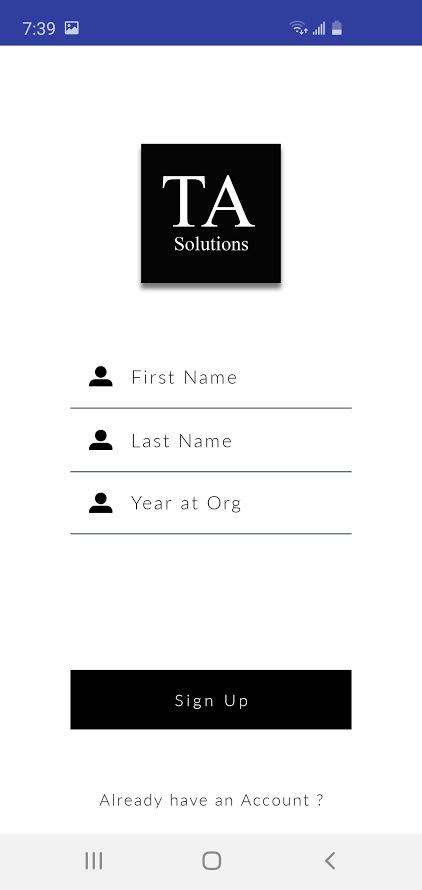 7:39
TA
Solutions
First Name
Last Name
Year at Org
Sign Up
Already have an Account ?